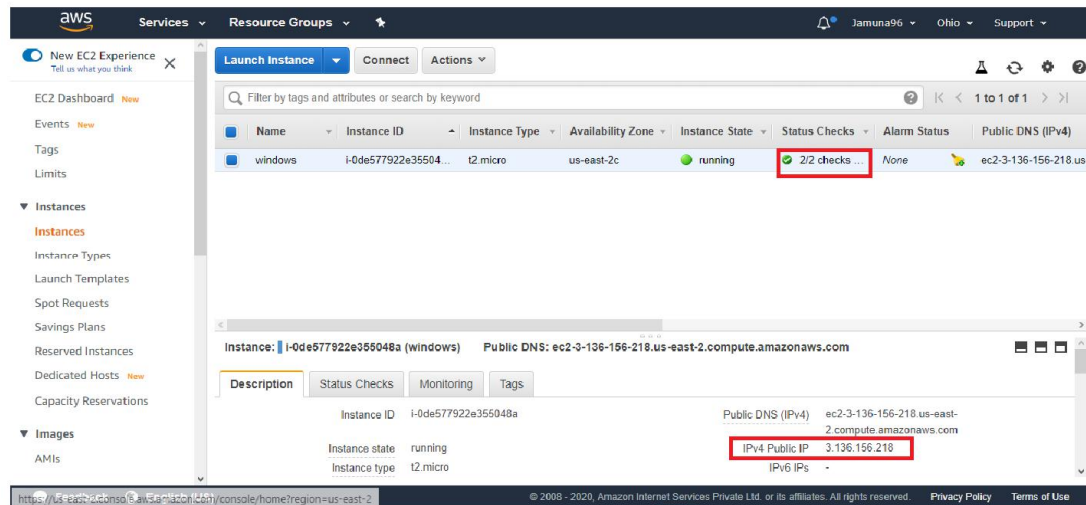 aws Services Resource Groups Jamuna96 Ohio Support
New EC2 Experience
Tell us what you think
Launch Instance Connect Actions
EC2 Dashboard New
Filter by tags and attributes or search by keyword 1 to 1 of 1
Events New
Name Instance ID Instance Type Availability Zone Instance State Status Checks Alarm Status Public DNS (IPv4)
Tags
windows i-0de577922e35504... t2.micro us-east-2c running 2/2 checks ... None ec2-3-136-156-218.us
Limits
Instances
Instances
Instance Types
Launch Templates
Spot Requests
Savings Plans
Reserved Instances
Instance: i-0de577922e355048a (windows) Public DNS: ec2-3-136-156-218.us-east-2.compute.amazonaws.com
Dedicated Hosts New
Description Status Checks Monitoring Tags
Capacity Reservations
Instance ID i-0de577922e355048a Public DNS (IPv4) ec2-3-136-156-218.us-east-
2.compute.amazonaws.com
Images
Instance state running IPv4 Public IP 3.136.156.218
AMIs
Instance type t2.micro IPv6 IPs -
/console/home?region=us-east-2 © 2008 - 2020, Amazon Internet Services Private Ltd. or its affiliates. All rights reserved. Privacy Policy Terms of Use